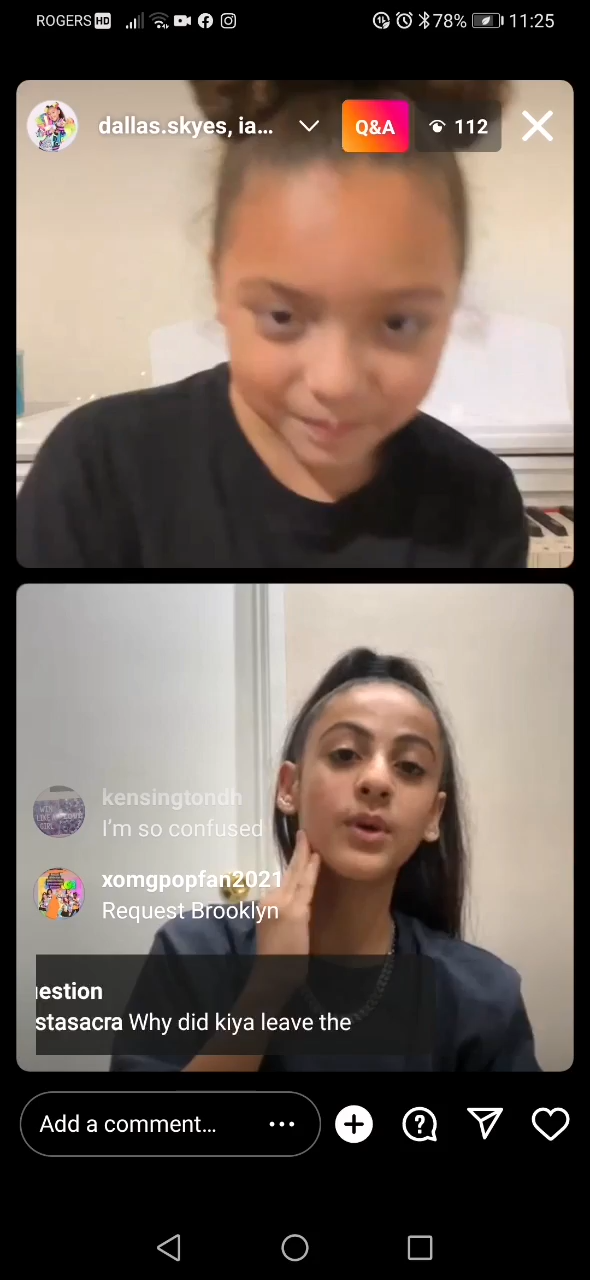 ROGERS HD 78% 11:25
dallas.skyes, ia... Q&A 112
kensingtondh
I'm so confused
xomgpopfan2021
Request Brooklyn
estion
stasacra Why did kiya leave the
Add a comment...